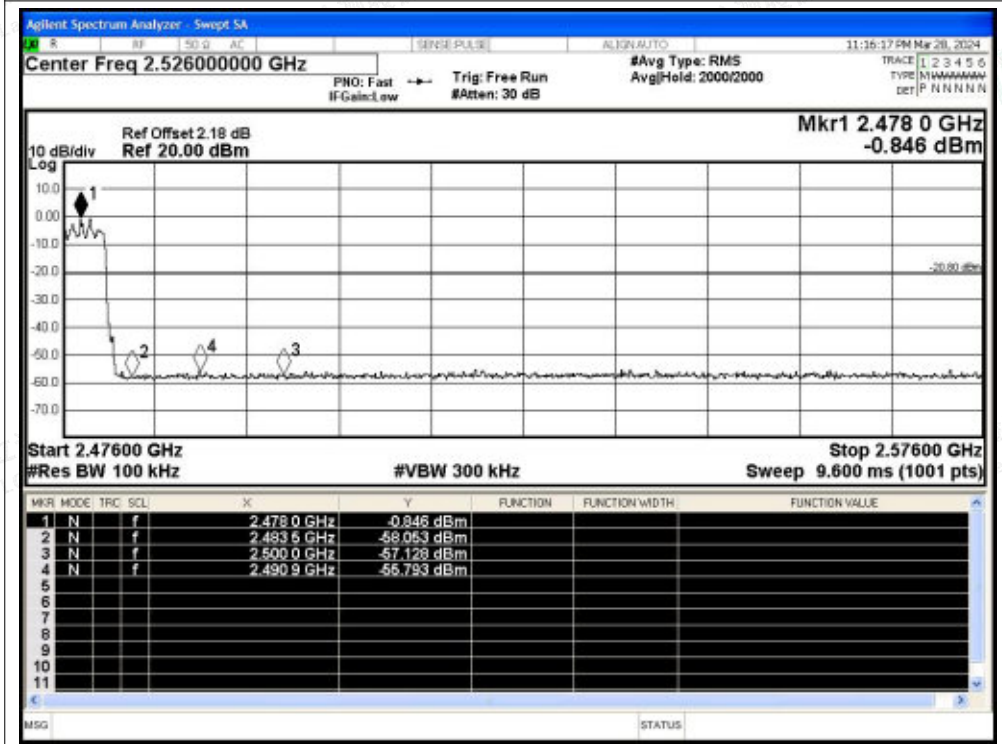 Agilent Spectrum Analyzer - Swept SA
LXI R RF 50 Ω AC SENSE:PULSE ALIGN AUTO 11:16:17 PM Mar 28, 2024
Center Freq 2.526000000 GHz
PNO: Fast
IFGain:Low
Trig: Free Run
#Atten: 30 dB
#Avg Type: RMS
Avg|Hold: 2000/2000
TRACE 1 2 3 4 5 6
TYPE M W W W W W
DET P N N N N N
Mkr1 2.478 0 GHz
-0.846 dBm
Ref Offset 2.18 dB
10 dB/div Ref 20.00 dBm
Log
10.0
1
0.00
-10.0
-20.0
-20.80 dBm
-30.0
-40.0
-50.0
2 4 3
-60.0
-70.0
Start 2.47600 GHz Stop 2.57600 GHz
#Res BW 100 kHz #VBW 300 kHz Sweep 9.600 ms (1001 pts)
MKR MODE TRC SCL X Y FUNCTION FUNCTION WIDTH FUNCTION VALUE
1 N f 2.478 0 GHz -0.846 dBm
2 N f 2.483 5 GHz -58.053 dBm
3 N f 2.500 0 GHz -57.128 dBm
4 N f 2.490 9 GHz -55.793 dBm
5
6
7
8
9
10
11
MSG STATUS